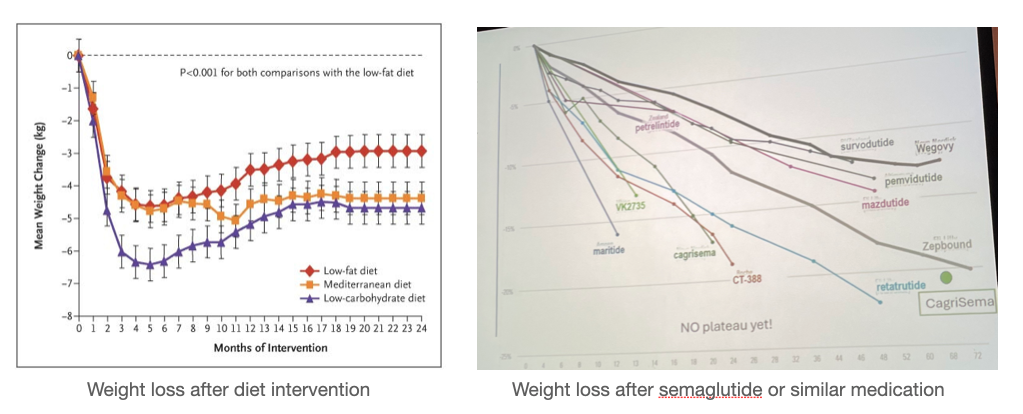 P<0.001 for both comparisons with the low-fat diet
Mean Weight Change (kg)
0
-1
-2
-3
-4
-5
-6
-7
-8
Low-fat diet
Mediterranean diet
Low-carbohydrate diet
0 1 2 3 4 5 6 7 8 9 10 11 12 13 14 15 16 17 18 19 20 21 22 23 24
Months of Intervention
Weight loss after diet intervention
petrelintide
survodutide
Wegovy
pemvidutide
mazdutide
VK2735
maritide
cagrisema
CT-388
Zepbound
retatrutide
CagriSema
NO plateau yet!
Weight loss after semaglutide or similar medication